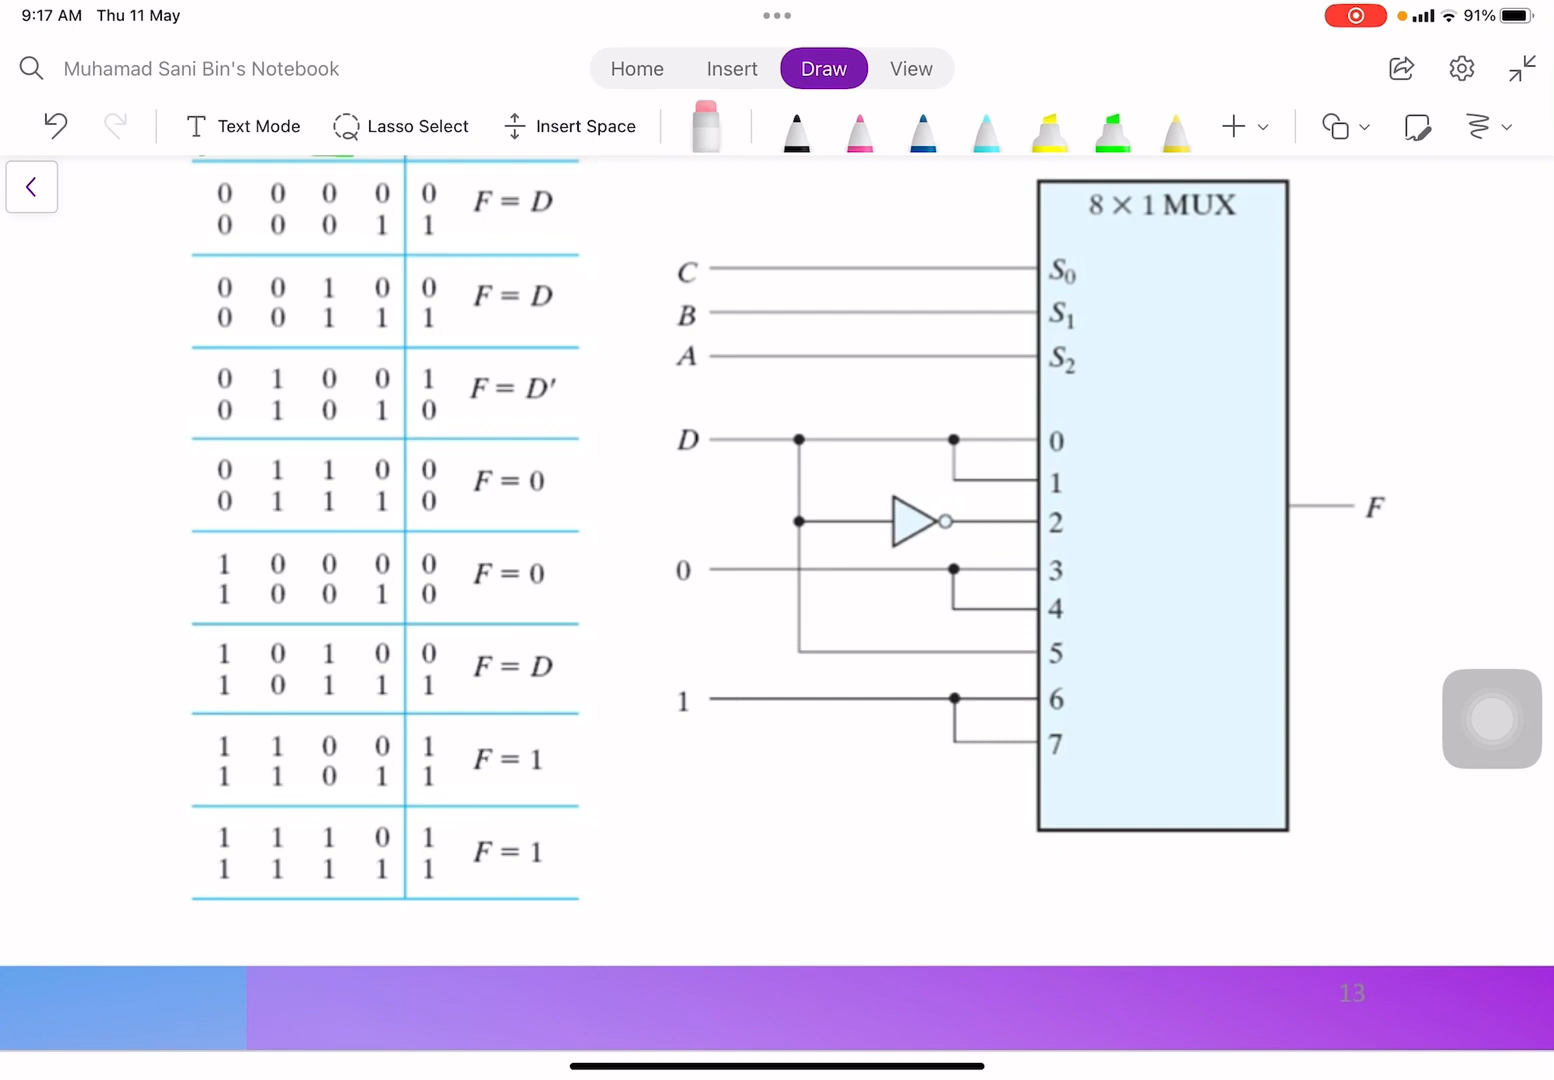 9:17 AM Thu 11 May
91%
Muhamad Sani Bin's Notebook
Home Insert Draw View
Text Mode Lasso Select Insert Space
0 0 0 0 0 F = D
0 0 0 1 1
0 0 1 0 0 F = D
0 0 1 1 1
0 1 0 0 1 F = D'
0 1 0 1 0
0 1 1 0 0 F = 0
0 1 1 1 0
1 0 0 0 0 F = 0
1 0 0 1 0
1 0 1 0 0 F = D
1 0 1 1 1
1 1 0 0 1 F = 1
1 1 0 1 1
1 1 1 0 1 F = 1
1 1 1 1 1
8 × 1 MUX
C S₀
B S₁
A S₂
D 0
1
2
F
0 3
4
5
1 6
7
13